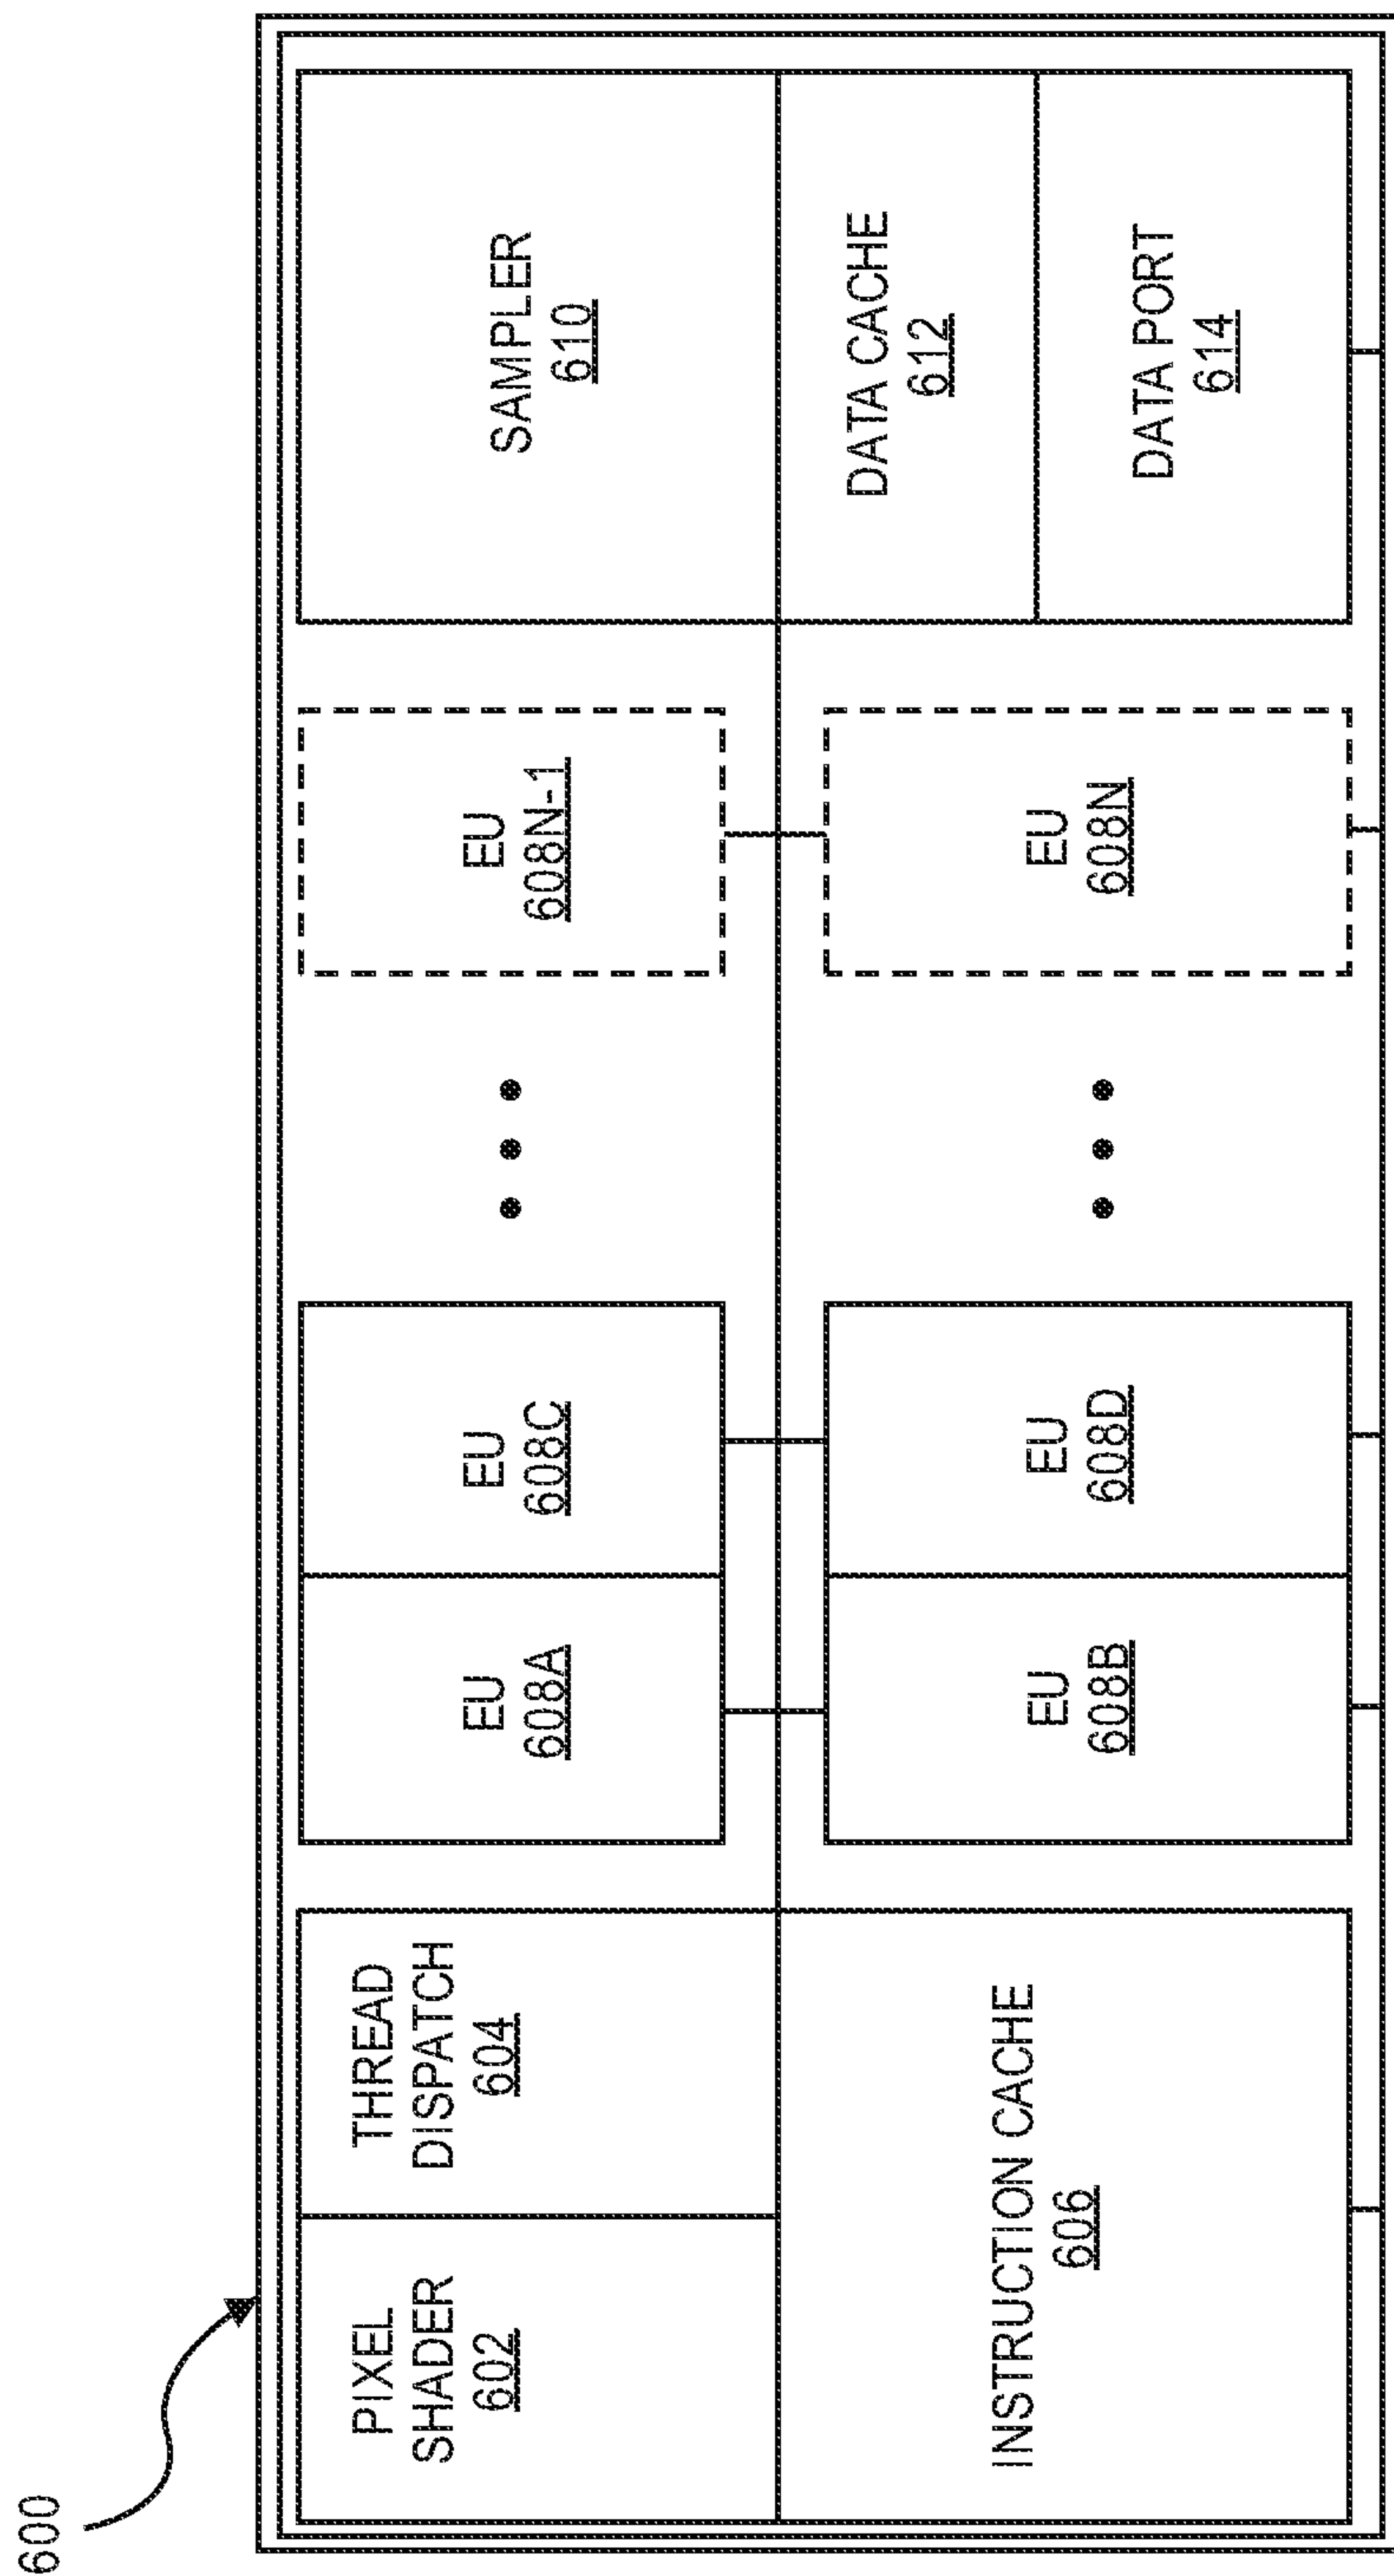 600
PIXEL
SHADER
602
THREAD
DISPATCH
604
INSTRUCTION CACHE
606
EU
608A
EU
608C
EU
608B
EU
608D
EU
608N-1
EU
608N
SAMPLER
610
DATA CACHE
612
DATA PORT
614